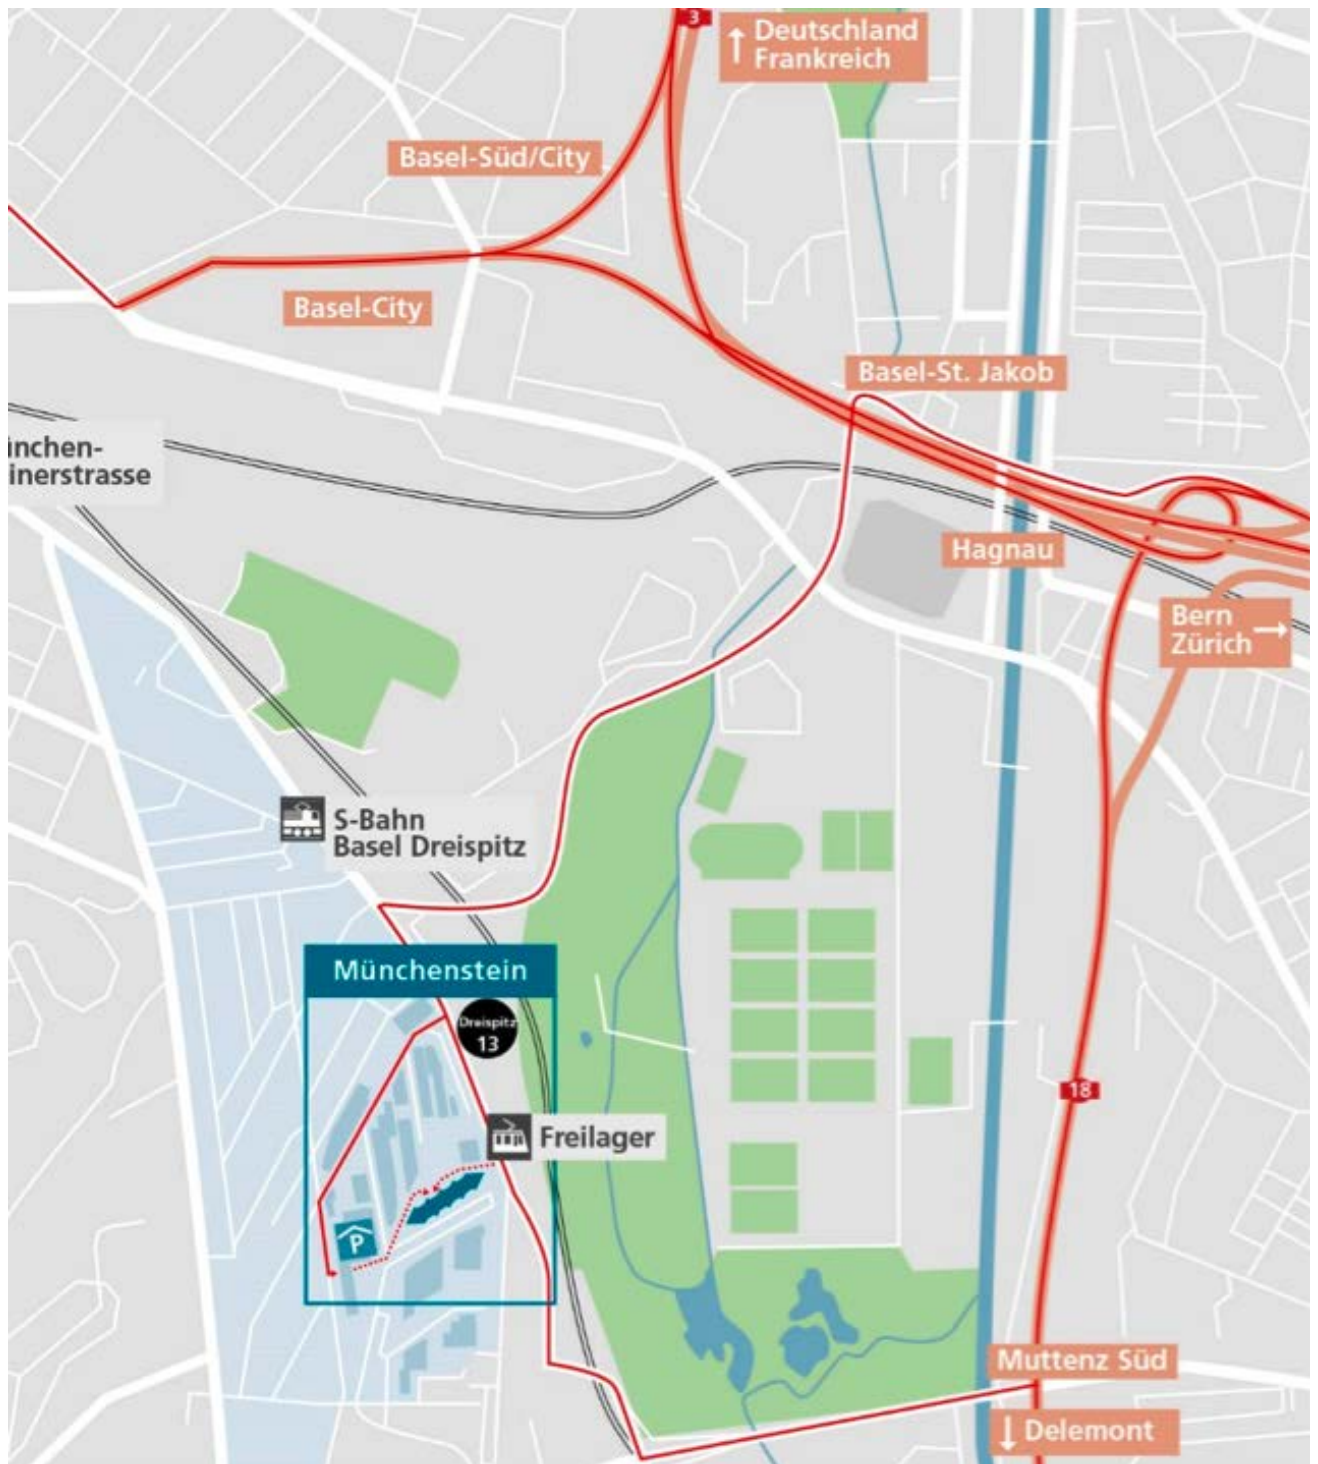 3
Deutschland
Frankreich
Basel-Süd/City
Basel-City
Basel-St. Jakob
ünchen-
inerstrasse
Hagnau
Bern
Zürich
S-Bahn
Basel Dreispitz
Münchenstein
Dreispitz
13
18
Freilager
P
Muttenz Süd
Delemont